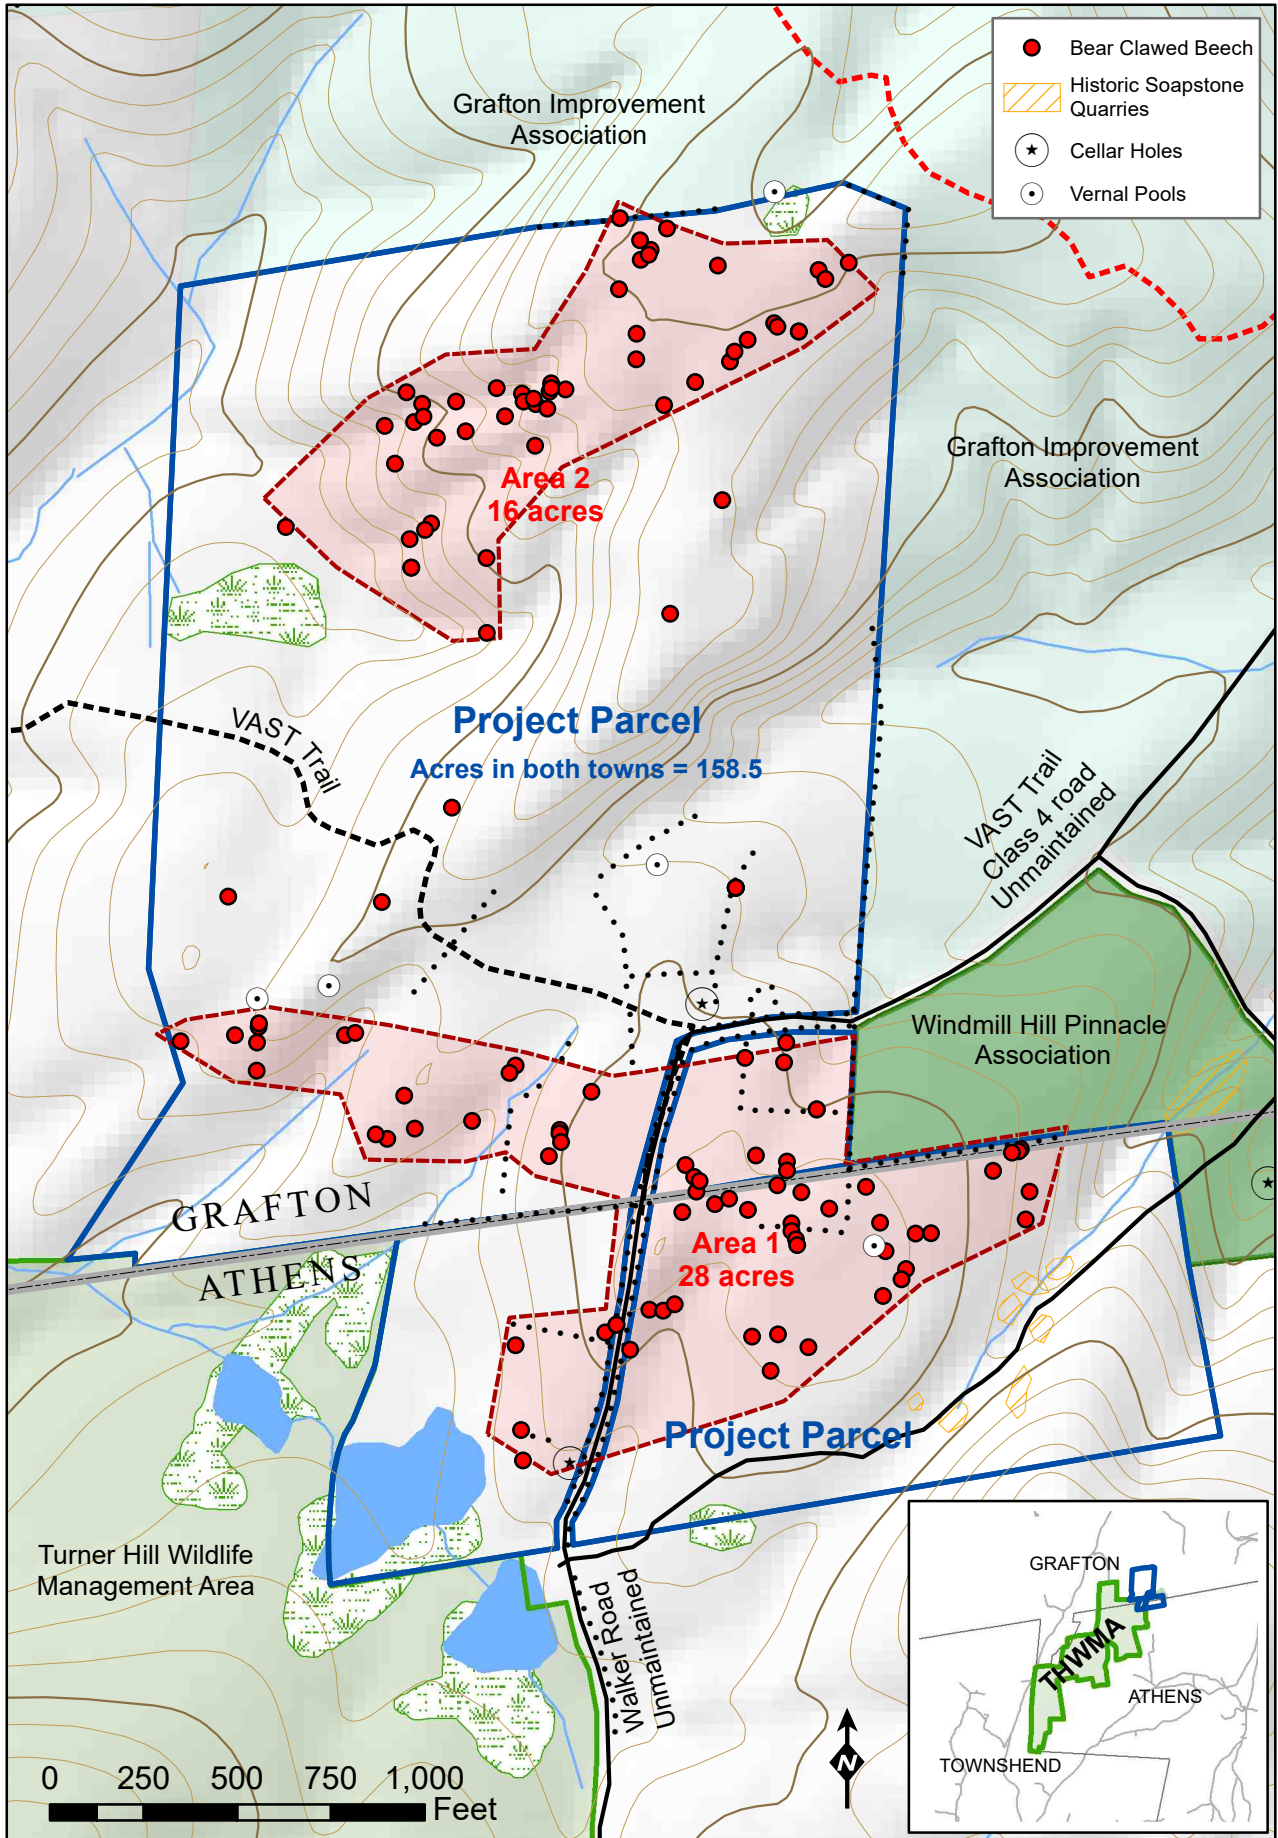 Bear Clawed Beech
Historic Soapstone
Quarries
Cellar Holes
Vernal Pools
Grafton Improvement
Association
Grafton Improvement
Association
Area 2
16 acres
Project Parcel
Acres in both towns = 158.5
VAST Trail
VAST Trail
Class 4 road
Unmaintained
Windmill Hill Pinnacle
Association
GRAFTON
ATHENS
Area 1
28 acres
Project Parcel
Turner Hill Wildlife
Management Area
Walker Road
Unmaintained
GRAFTON
THWMA
ATHENS
TOWNSHEND
N
0 250 500 750 1,000
Feet